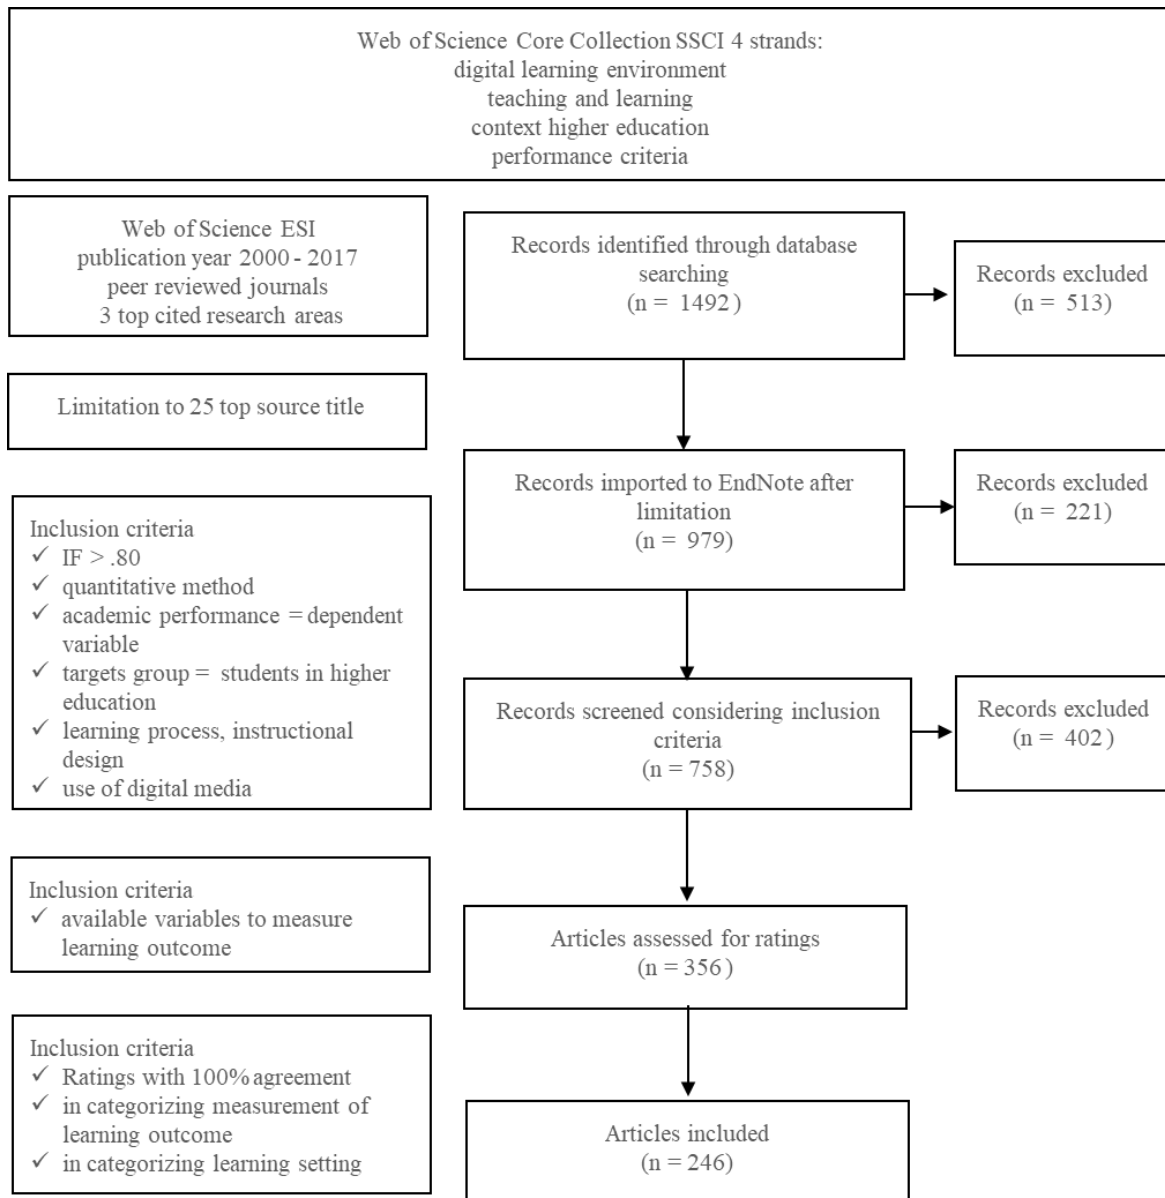 Web of Science Core Collection SSCI 4 strands:
digital learning environment
teaching and learning
context higher education
performance criteria
Web of Science ESI
publication year 2000 - 2017
peer reviewed journals
3 top cited research areas
Records identified through database
searching
(n = 1492)
Records excluded
(n = 513)
Limitation to 25 top source title
Records imported to EndNote after
limitation
(n = 979)
Records excluded
(n = 221)
Inclusion criteria
✓ IF > .80
✓ quantitative method
✓ academic performance = dependent
variable
✓ targets group = students in higher
education
✓ learning process, instructional
design
✓ use of digital media
Records screened considering inclusion
criteria
(n = 758)
Records excluded
(n = 402)
Inclusion criteria
✓ available variables to measure
learning outcome
Articles assessed for ratings
(n = 356)
Inclusion criteria
✓ Ratings with 100% agreement
✓ in categorizing measurement of
learning outcome
✓ in categorizing learning setting
Articles included
(n = 246)